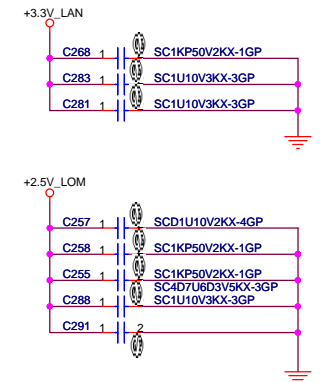 +3.3V_LAN
C268 1 SC1KP50V2KX-1GP
C283 1 SC1U10V3KX-3GP
C281 1 SC1U10V3KX-3GP
+2.5V_LOM
C257 1 SCD1U10V2KX-4GP
C258 1 SC1KP50V2KX-1GP
C255 1 SC1KP50V2KX-1GP
SC4D7U6D3V5KX-3GP
C288 1 SC1U10V3KX-3GP
C291 1 2